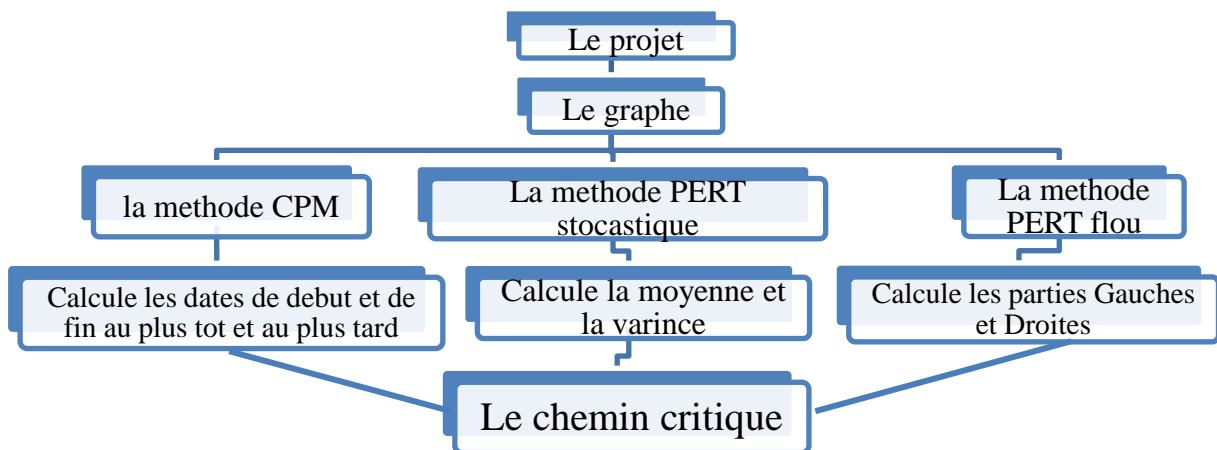 Le projet
Le graphe
la methode CPM
La methode PERT
stocastique
La methode
PERT flou
Calcule les dates de debut et de
fin au plus tot et au plus tard
Calcule la moyenne et
la varince
Calcule les parties Gauches
et Droites
Le chemin critique